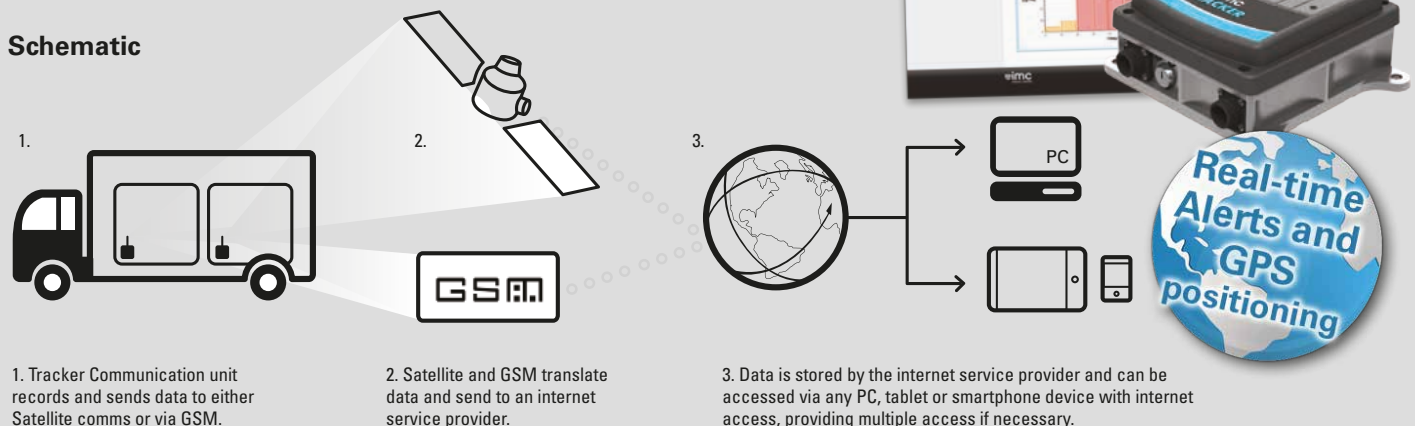 Schematic
TRACKER
eimc
1.
2.
3.
GSM
PC
Real-time
Alerts and
GPS
positioning
1. Tracker Communication unit
records and sends data to either
Satellite comms or via GSM.
2. Satellite and GSM translate
data and send to an internet
service provider.
3. Data is stored by the internet service provider and can be
accessed via any PC, tablet or smartphone device with internet
access, providing multiple access if necessary.